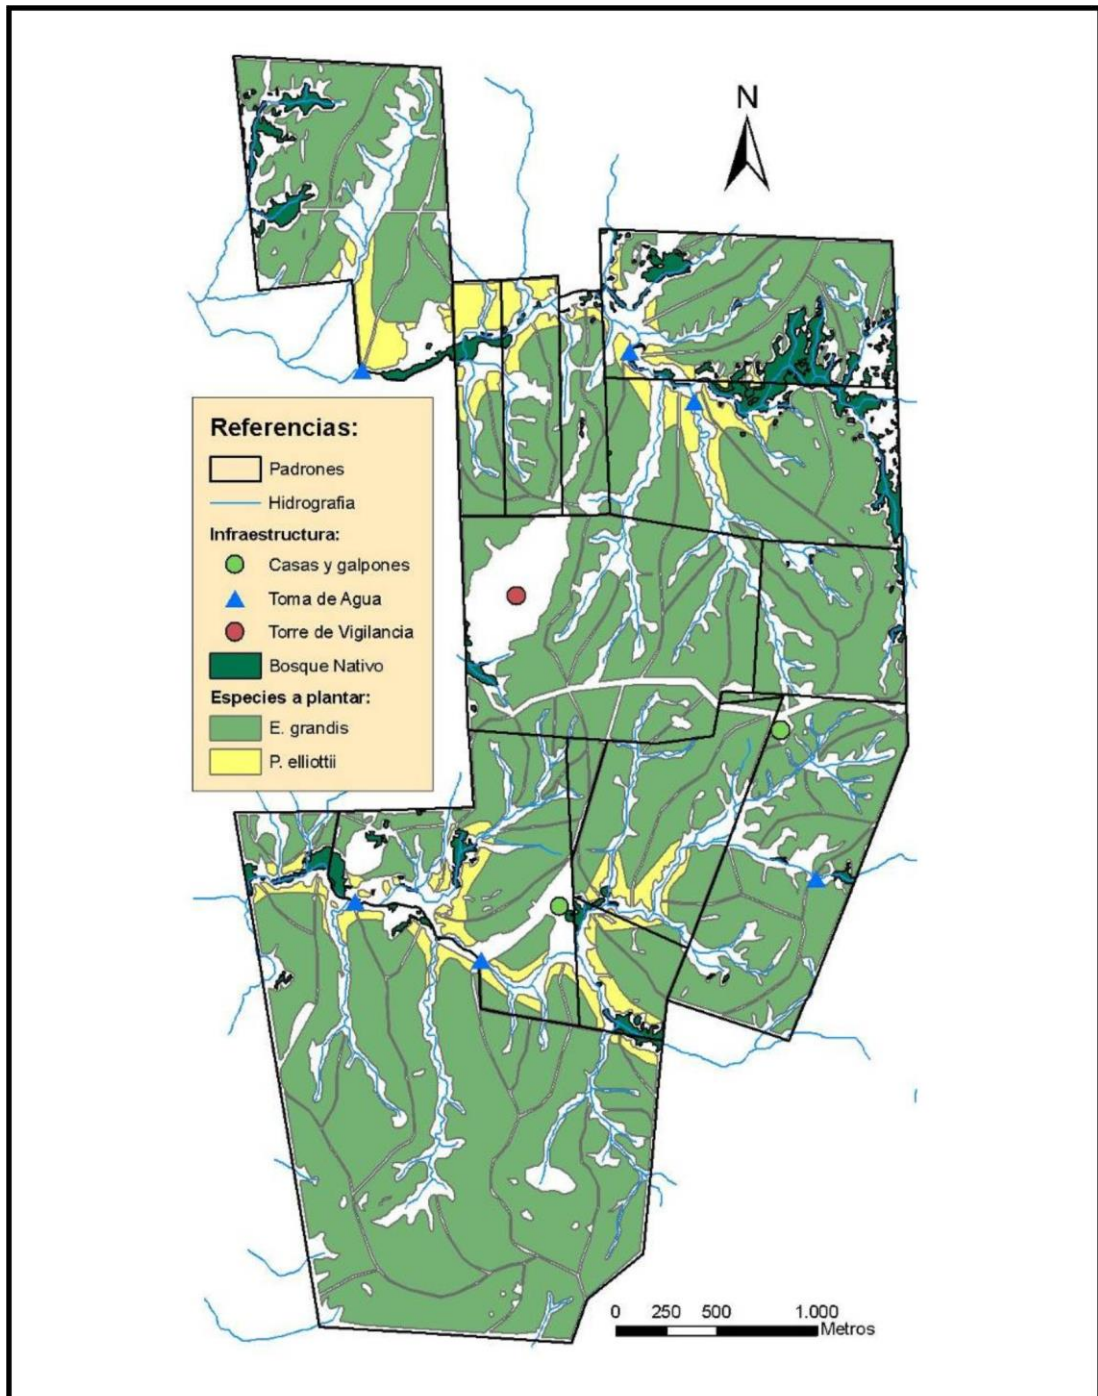 N
Referencias:
Padrones
Hidrografia
Infraestructura:
Casas y galpones
Toma de Agua
Torre de Vigilancia
Bosque Nativo
Especies a plantar:
E. grandis
P. elliottii
0 250 500 1.000
Metros